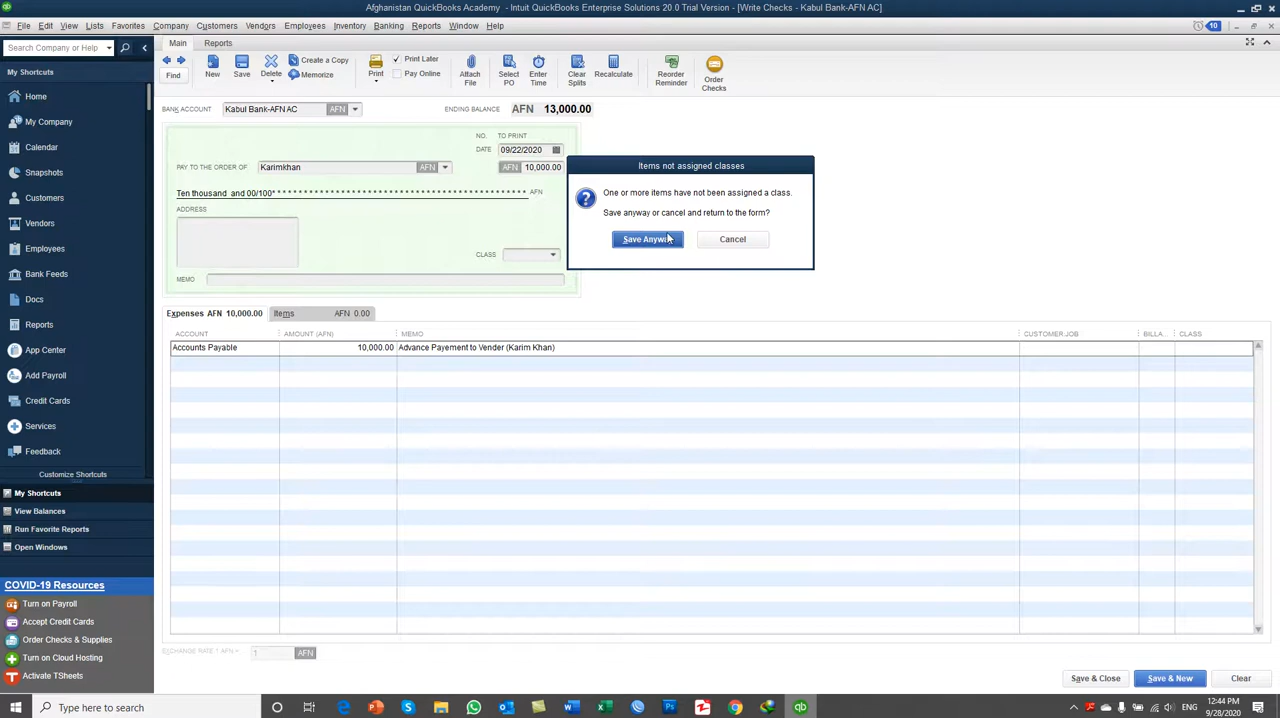 Afghanistan QuickBooks Academy - Intuit QuickBooks Enterprise Solutions 20.0 Trial Version - [Write Checks - Kabul Bank-AFN AC]
File Edit View Lists Favorites Company Customers Vendors Employees Inventory Banking Reports Window Help 10
Search Company or Help
My Shortcuts
Home
My Company
Calendar
Snapshots
Customers
Vendors
Employees
Bank Feeds
Docs
Reports
App Center
Add Payroll
Credit Cards
Services
Feedback
Customize Shortcuts
My Shortcuts
View Balances
Run Favorite Reports
Open Windows
COVID-19 Resources
Turn on Payroll
Accept Credit Cards
Order Checks & Supplies
Turn on Cloud Hosting
Activate TSheets
Main Reports
Find
New
Save
Delete
Create a Copy
Memorize
Print
Print Later
Pay Online
Attach File
Select PO
Enter Time
Clear Splits
Recalculate
Reorder Reminder
Order Checks
BANK ACCOUNT Kabul Bank-AFN AC AFN ENDING BALANCE AFN 13,000.00
NO. TO PRINT
DATE 09/22/2020
PAY TO THE ORDER OF Karimkhan AFN AFN 10,000.00
Ten thousand and 00/100* * * * * * * * * * * * * * * * * * * * * * * * * * * * * * * * * * * * * * * * * * * * * * * AFN
ADDRESS
CLASS
MEMO
Items not assigned classes
One or more items have not been assigned a class.
Save anyway or cancel and return to the form?
Save Anyway Cancel
Expenses AFN 10,000.00 Items AFN 0.00
ACCOUNT AMOUNT (AFN) MEMO CUSTOMER:JOB BILLA... CLASS
Accounts Payable 10,000.00 Advance Payment to Vender (Karim Khan)
EXCHANGE RATE 1 AFN = 1 AFN
Save & Close Save & New Clear
Type here to search
12:44 PM
9/28/2020